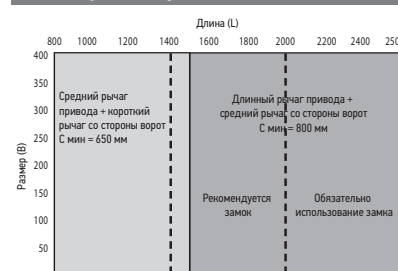 Длина (L)
800 1000 1200 1400 1600 1800 2000 2200 2400 250
Размер (B)
400
350
300
250
200
150
100
50
Средний рычаг
привода + короткий
рычаг со стороны ворот
С мин = 650 мм
Длинный рычаг привода +
средний рычаг со стороны ворот
С мин = 800 мм
Рекомендуется
замок
Обязательно
использование замка